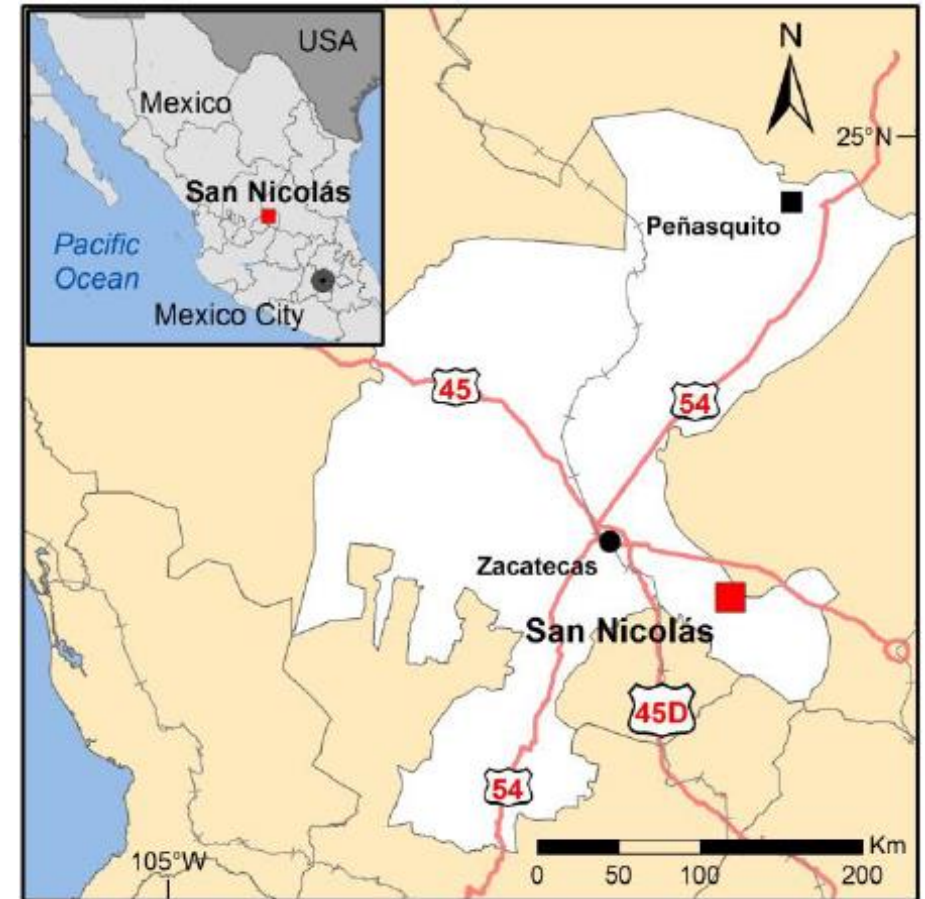 USA
Mexico
San Nicolás
Pacific
Ocean
Mexico City
N
25°N
Peñasquito
45
54
Zacatecas
San Nicolás
45D
54
105°W
Km
0 50 100 200